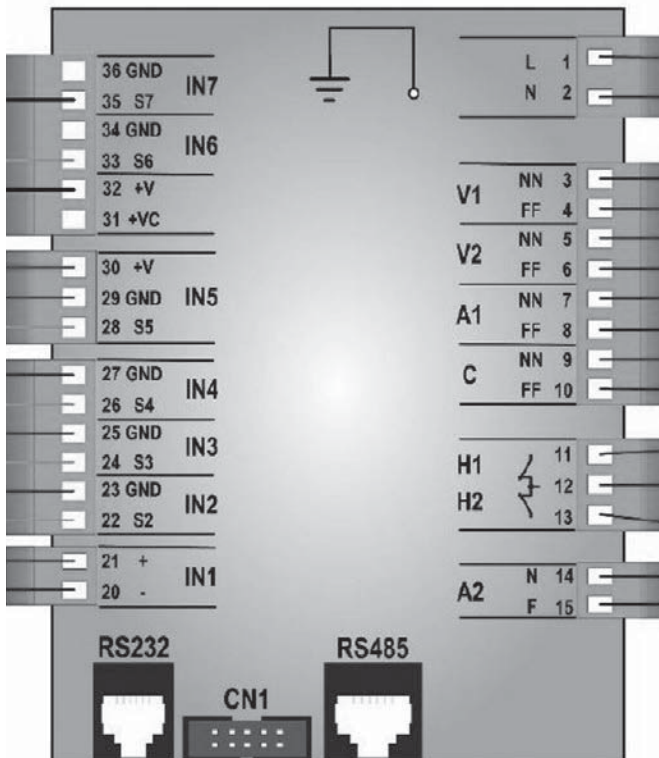 36 GND
35 S7
IN7
34 GND
33 S6
IN6
32 +V
31 +VC
30 +V
29 GND
28 S5
IN5
27 GND
26 S4
IN4
25 GND
24 S3
IN3
23 GND
22 S2
IN2
21 +
20 -
IN1
L 1
N 2
V1
NN 3
FF 4
V2
NN 5
FF 6
A1
NN 7
FF 8
C
NN 9
FF 10
H1
H2
11
12
13
A2
N 14
F 15
RS232
CN1
RS485